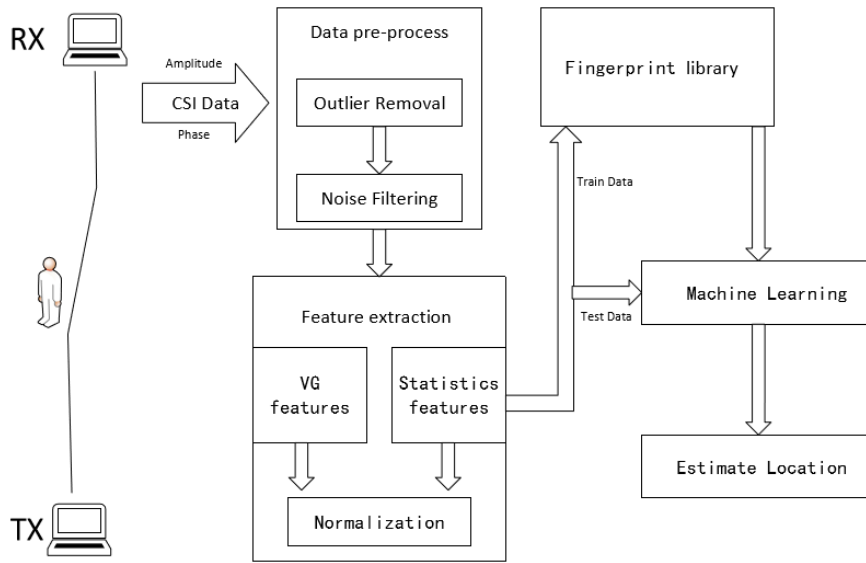 RX
Amplitude
CSI Data
Phase
Data pre-process
Outlier Removal
Noise Filtering
Feature extraction
VG
features
Statistics
features
Normalization
Fingerprint library
Train Data
Test Data
Machine Learning
Estimate Location
TX